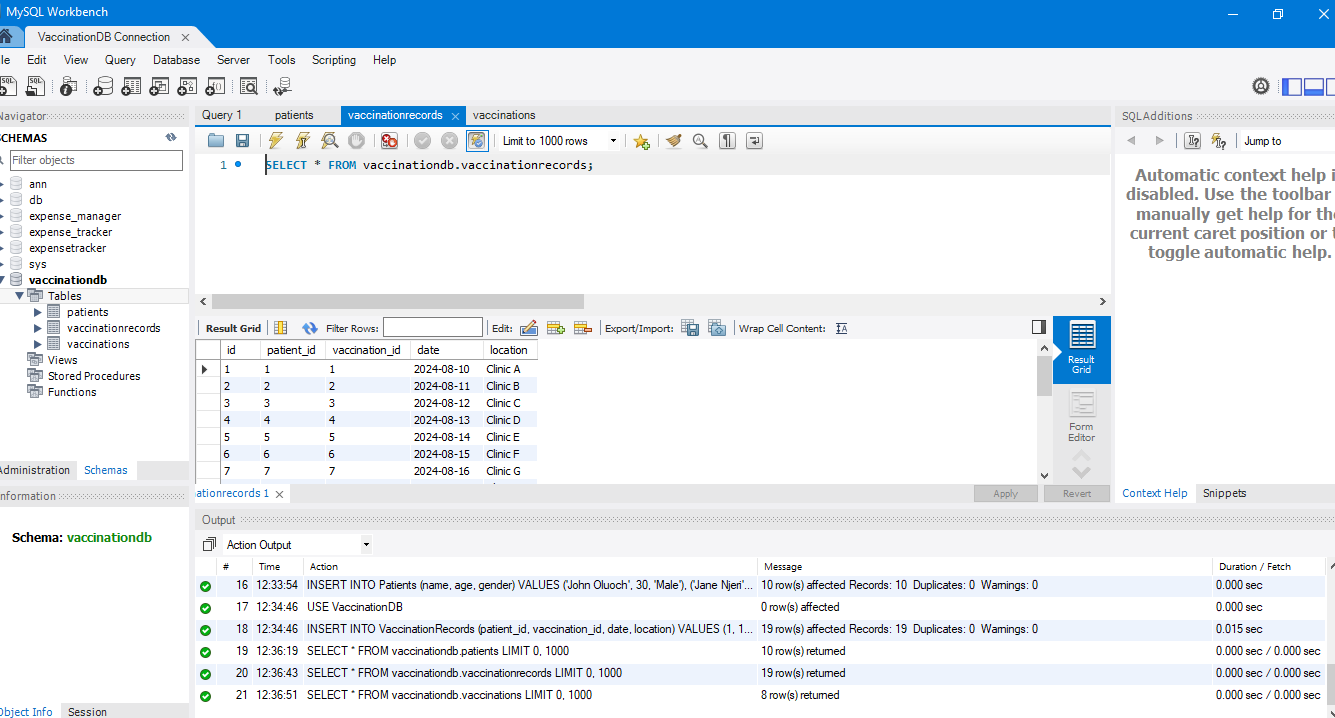 MySQL Workbench
VaccinationDB Connection
le Edit View Query Database Server Tools Scripting Help
Navigator
SCHEMAS
Filter objects
ann
db
expense_manager
expense_tracker
expensetracker
sys
vaccinationdb
Tables
patients
vaccinationrecords
vaccinations
Views
Stored Procedures
Functions
Administration Schemas
nformation
Schema: vaccinationdb
Object Info Session
Query 1 patients vaccinationrecords vaccinations
Limit to 1000 rows
1 SELECT * FROM vaccinationdb.vaccinationrecords;
Result Grid Filter Rows: Edit: Export/Import: Wrap Cell Content:
id patient_id vaccination_id date location
1 1 1 2024-08-10 Clinic A
2 2 2 2024-08-11 Clinic B
3 3 3 2024-08-12 Clinic C
4 4 4 2024-08-13 Clinic D
5 5 5 2024-08-14 Clinic E
6 6 6 2024-08-15 Clinic F
7 7 7 2024-08-16 Clinic G
Result
Grid
Form
Editor
ationrecords 1
Apply Revert
SQLAdditions
Jump to
Automatic context help i
disabled. Use the toolbar
manually get help for the
current caret position or t
toggle automatic help.
Context Help Snippets
Output
Action Output
# Time Action Message Duration / Fetch
16 12:33:54 INSERT INTO Patients (name, age, gender) VALUES ('John Oluoch', 30, 'Male'), ('Jane Njeri'... 10 row(s) affected Records: 10 Duplicates: 0 Warnings: 0 0.000 sec
17 12:34:46 USE VaccinationDB 0 row(s) affected 0.000 sec
18 12:34:46 INSERT INTO VaccinationRecords (patient_id, vaccination_id, date, location) VALUES (1, 1... 19 row(s) affected Records: 19 Duplicates: 0 Warnings: 0 0.015 sec
19 12:36:19 SELECT * FROM vaccinationdb.patients LIMIT 0, 1000 10 row(s) returned 0.000 sec / 0.000 sec
20 12:36:43 SELECT * FROM vaccinationdb.vaccinationrecords LIMIT 0, 1000 19 row(s) returned 0.000 sec / 0.000 sec
21 12:36:51 SELECT * FROM vaccinationdb.vaccinations LIMIT 0, 1000 8 row(s) returned 0.000 sec / 0.000 sec